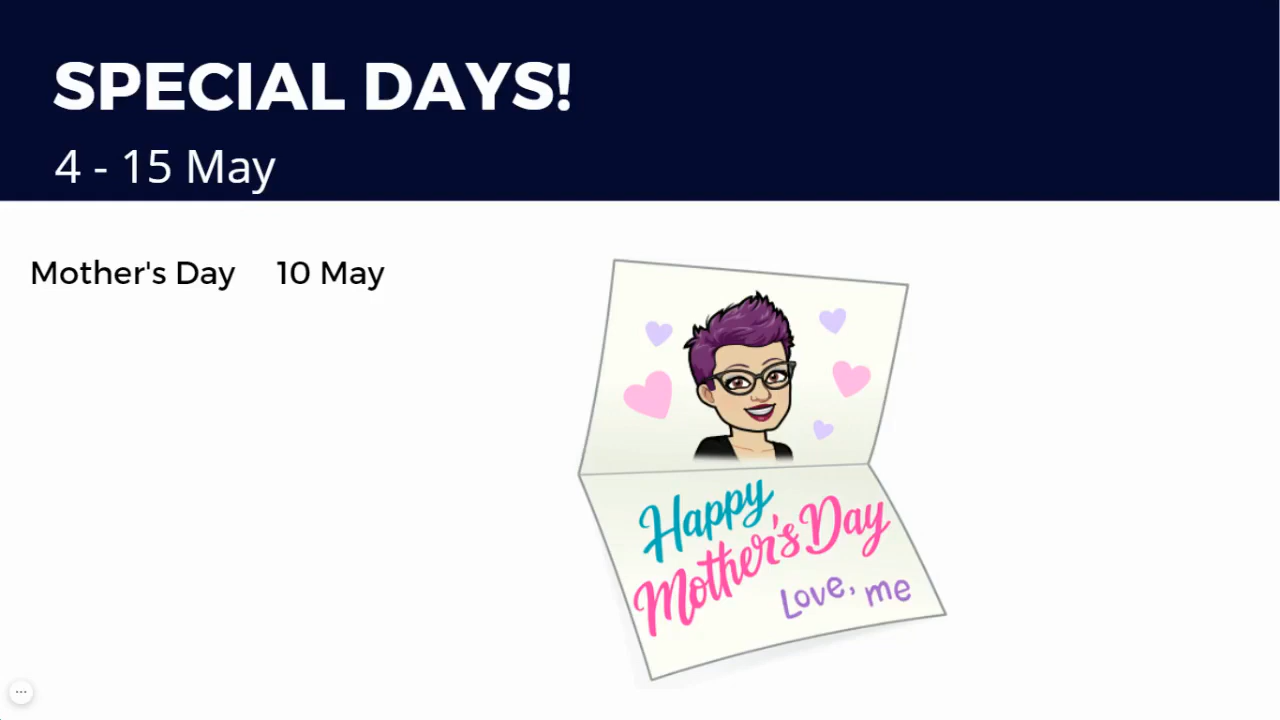 SPECIAL DAYS!
4 - 15 May
Mother's Day 10 May
Happy
Mother's Day
Love, me